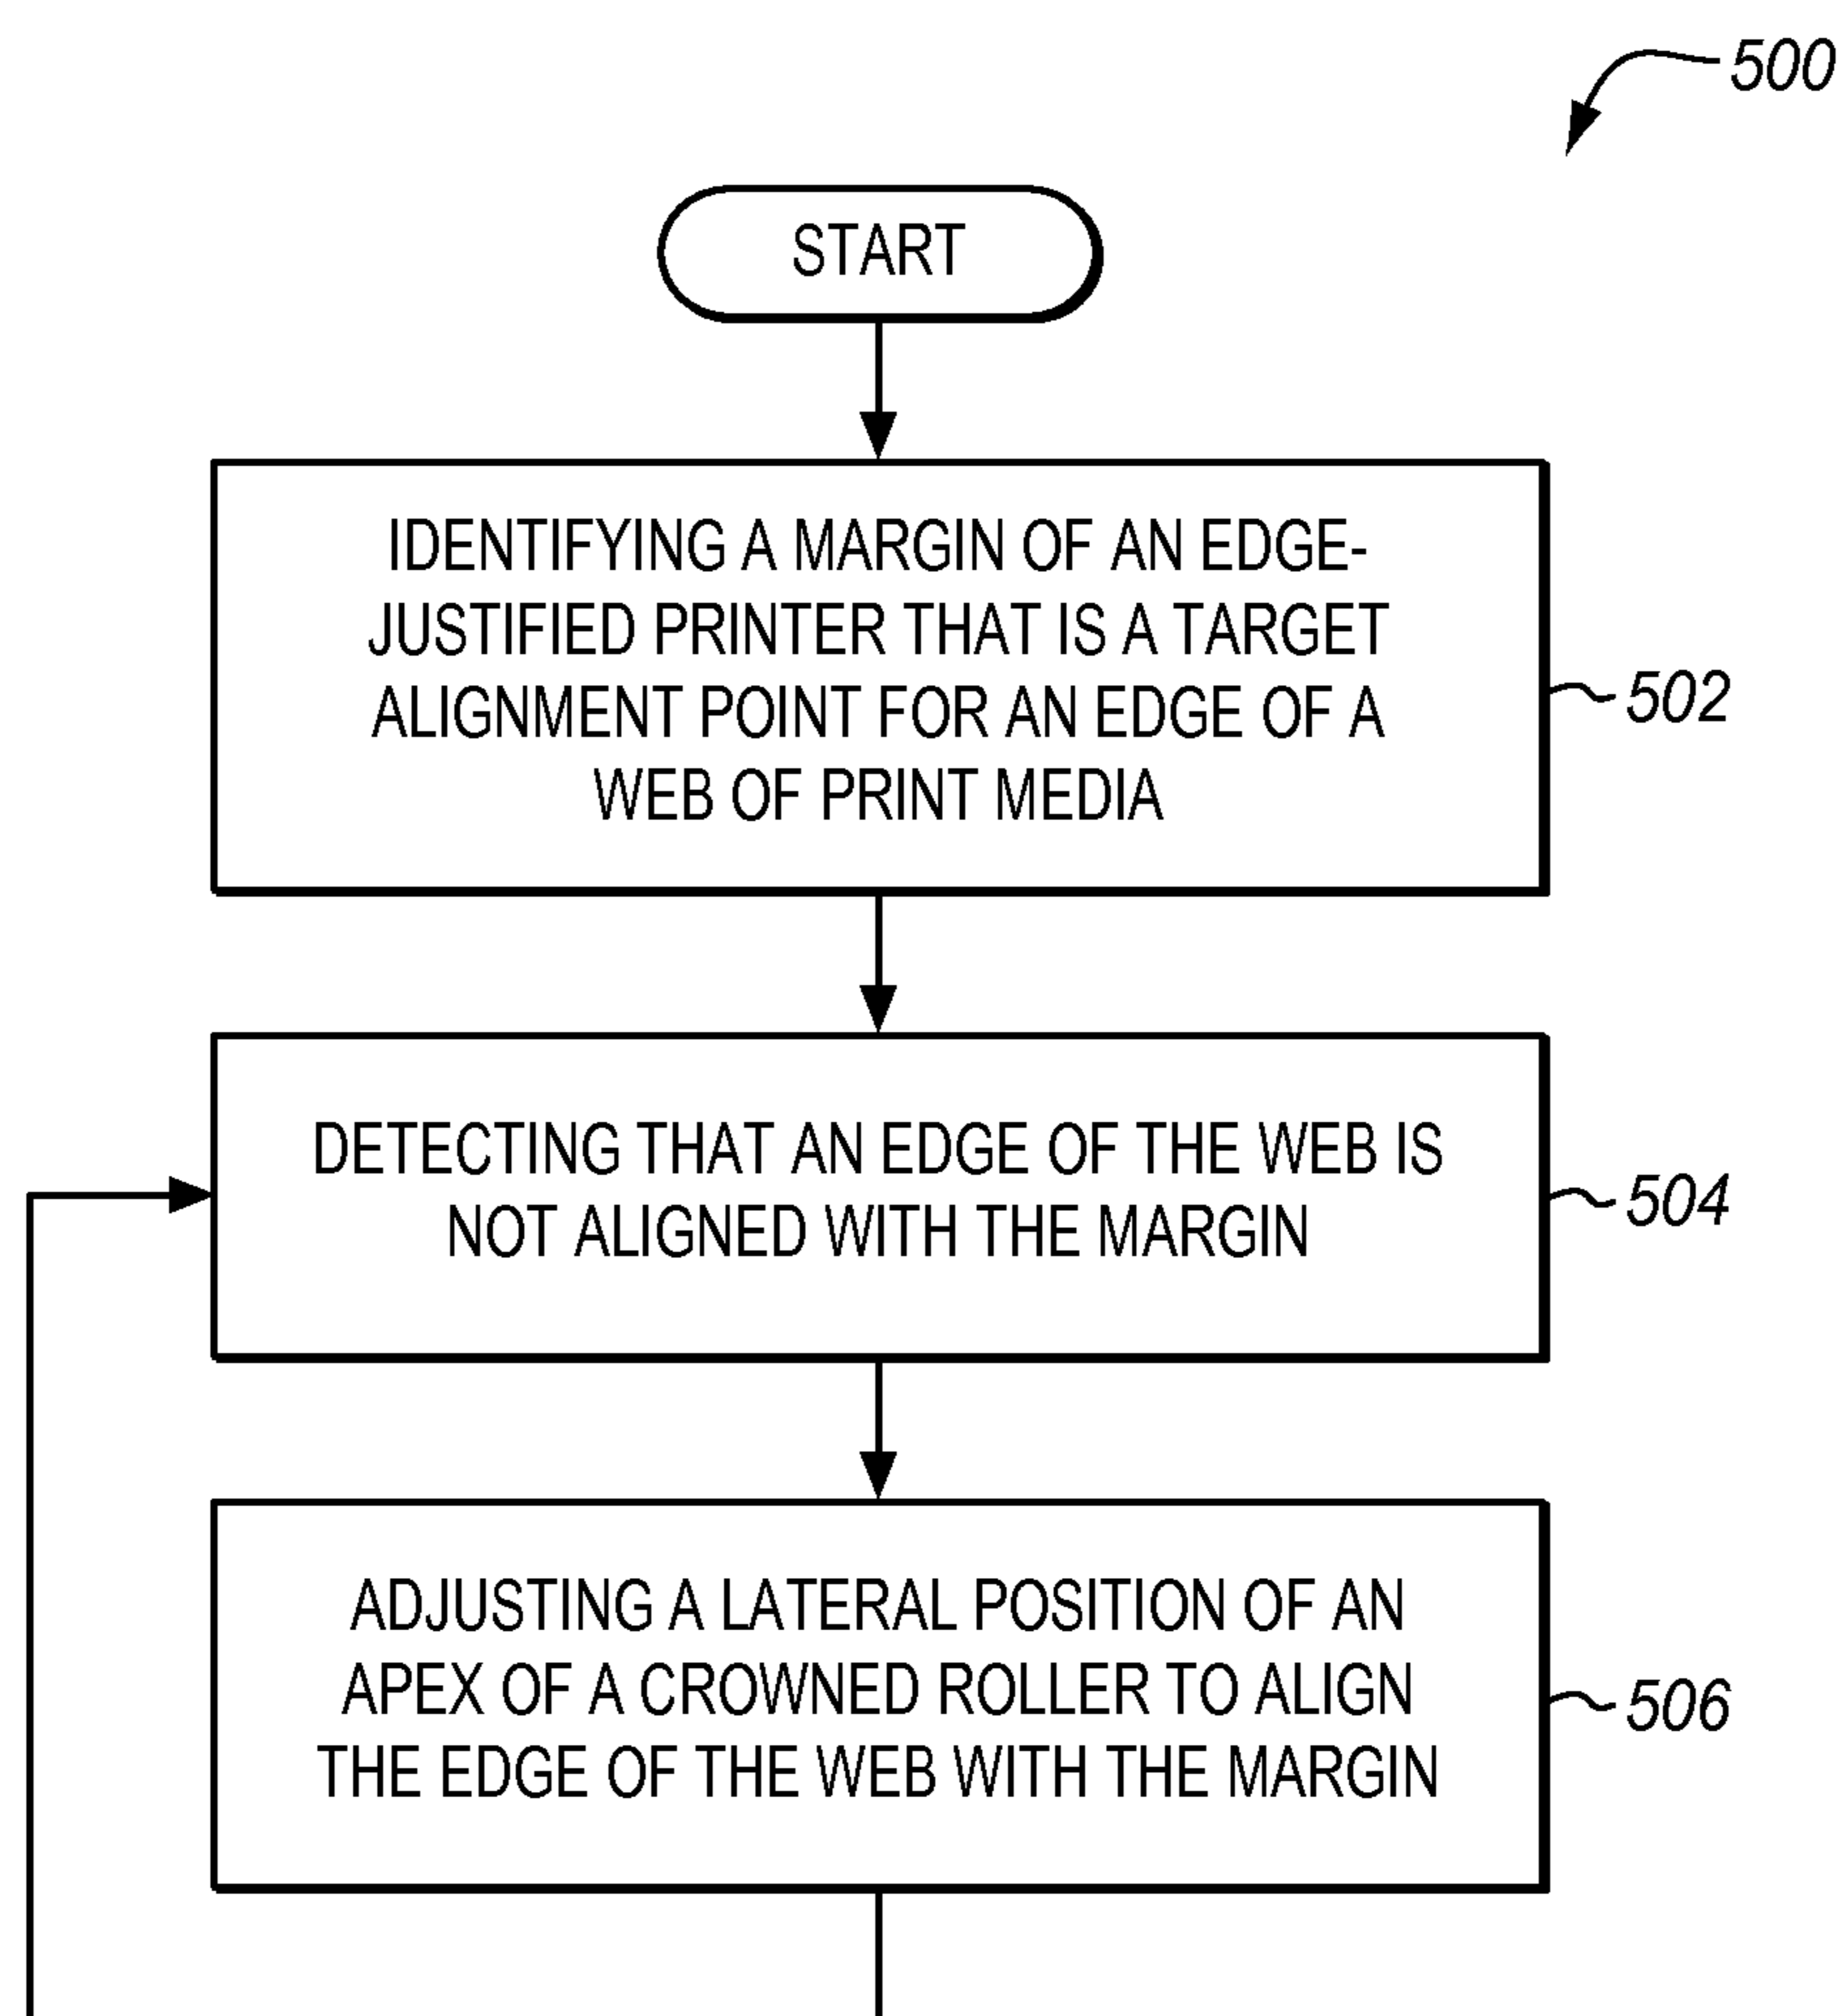 500
START
IDENTIFYING A MARGIN OF AN EDGE-
JUSTIFIED PRINTER THAT IS A TARGET
ALIGNMENT POINT FOR AN EDGE OF A
WEB OF PRINT MEDIA
502
DETECTING THAT AN EDGE OF THE WEB IS
NOT ALIGNED WITH THE MARGIN
504
ADJUSTING A LATERAL POSITION OF AN
APEX OF A CROWNED ROLLER TO ALIGN
THE EDGE OF THE WEB WITH THE MARGIN
506